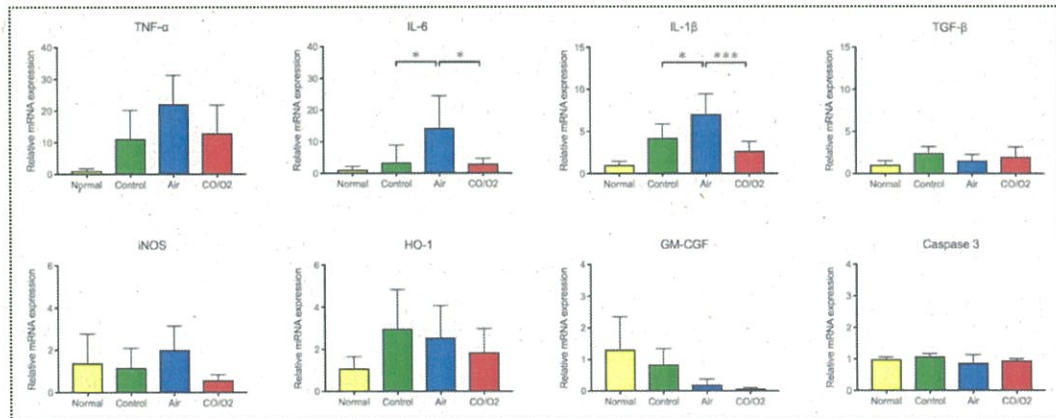 TNF-α
Relative mRNA expression
40
30
20
10
0
Normal Control Air CO/O2
IL-6
Relative mRNA expression
40
30
20
10
0
* *
Normal Control Air CO/O2
IL-1β
Relative mRNA expression
15
10
5
0
* ***
Normal Control Air CO/O2
TGF-β
Relative mRNA expression
15
10
5
0
Normal Control Air CO/O2
iNOS
Relative mRNA expression
6
4
2
0
Normal Control Air CO/O2
HO-1
Relative mRNA expression
6
4
2
0
Normal Control Air CO/O2
GM-CGF
Relative mRNA expression
4
3
2
1
0
Normal Control Air CO/O2
Caspase 3
Relative mRNA expression
4
3
2
1
0
Normal Control Air CO/O2